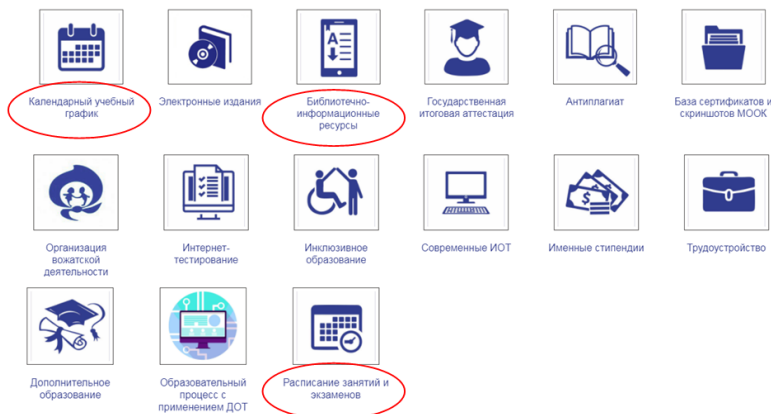 Календарный учебный
график
Электронные издания
Библиотечно-
информационные
ресурсы
Государственная
итоговая аттестация
Антиплагиат
База сертификатов и
скриншотов МООК
Организация
вожатской
деятельности
Интернет-
тестирование
Инклюзивное
образование
Современные ИОТ
Именные стипендии
Трудоустройство
Дополнительное
образование
Образовательный
процесс с
применением ДОТ
Расписание занятий и
экзаменов